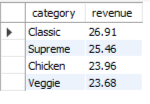 category revenue
Classic 26.91
Supreme 25.46
Chicken 23.96
Veggie 23.68